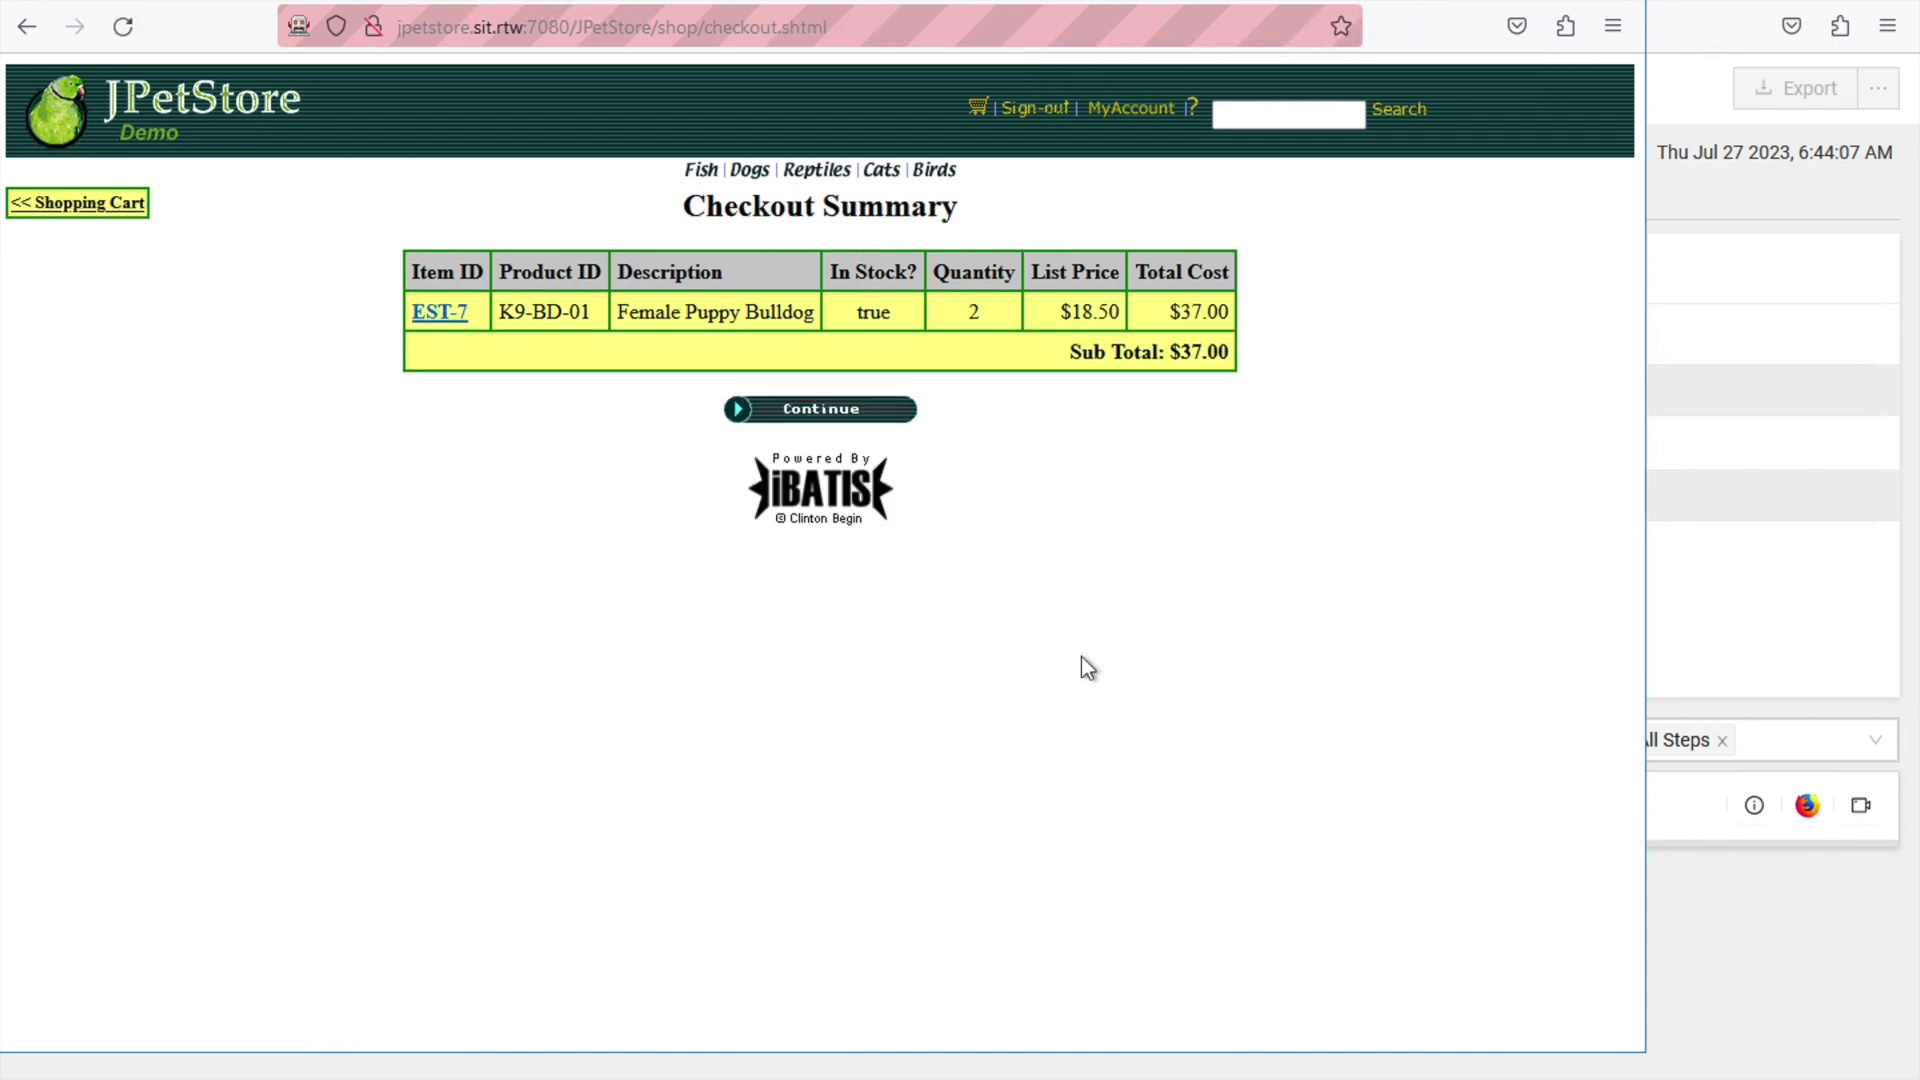 jpetstore.sit.rtw:7080/JPetStore/shop/checkout.shtml
JPetStore
Demo
| Sign-out | MyAccount | ? Search
Export
Thu Jul 27 2023, 6:44:07 AM
Fish | Dogs | Reptiles | Cats | Birds
<< Shopping Cart
Checkout Summary
Item ID Product ID Description In Stock? Quantity List Price Total Cost
EST-7 K9-BD-01 Female Puppy Bulldog true 2 $18.50 $37.00
Sub Total: $37.00
Continue
Powered By
iBATIS
© Clinton Begin
ll Steps